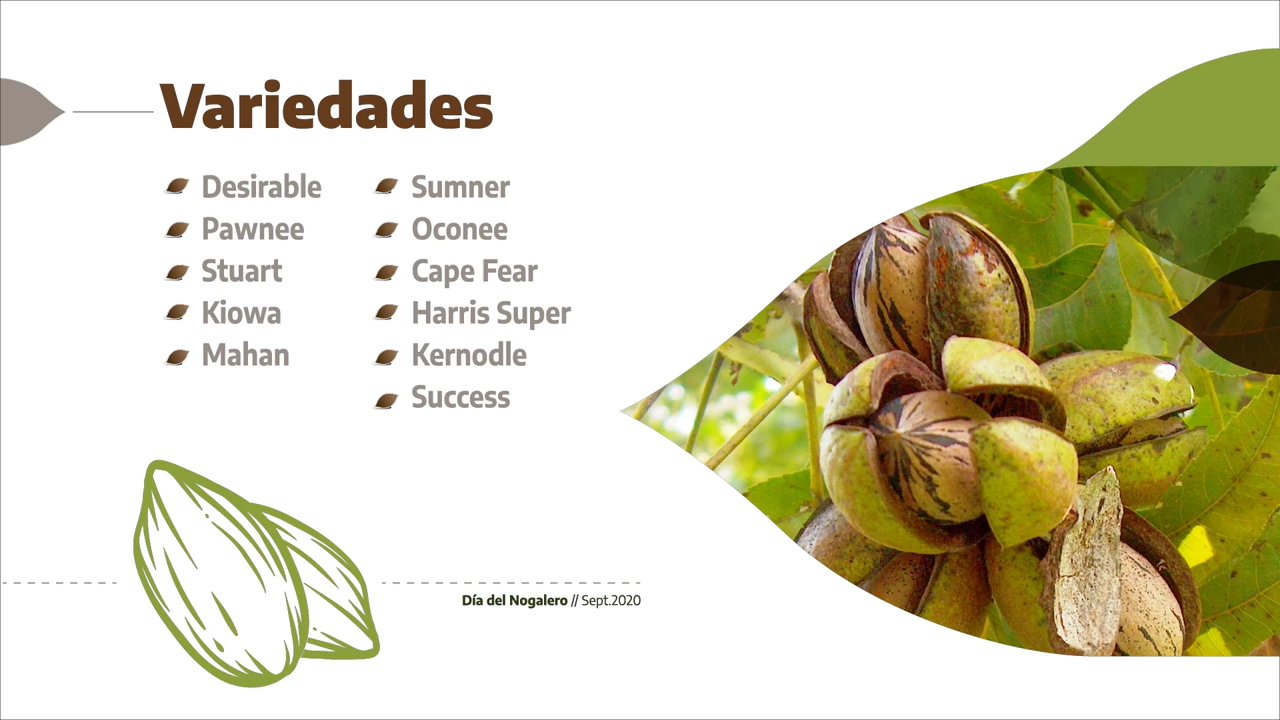 Variedades
Desirable
Pawnee
Stuart
Kiowa
Mahan
Sumner
Oconee
Cape Fear
Harris Super
Kernodle
Success
Día del Nogalero // Sept.2020